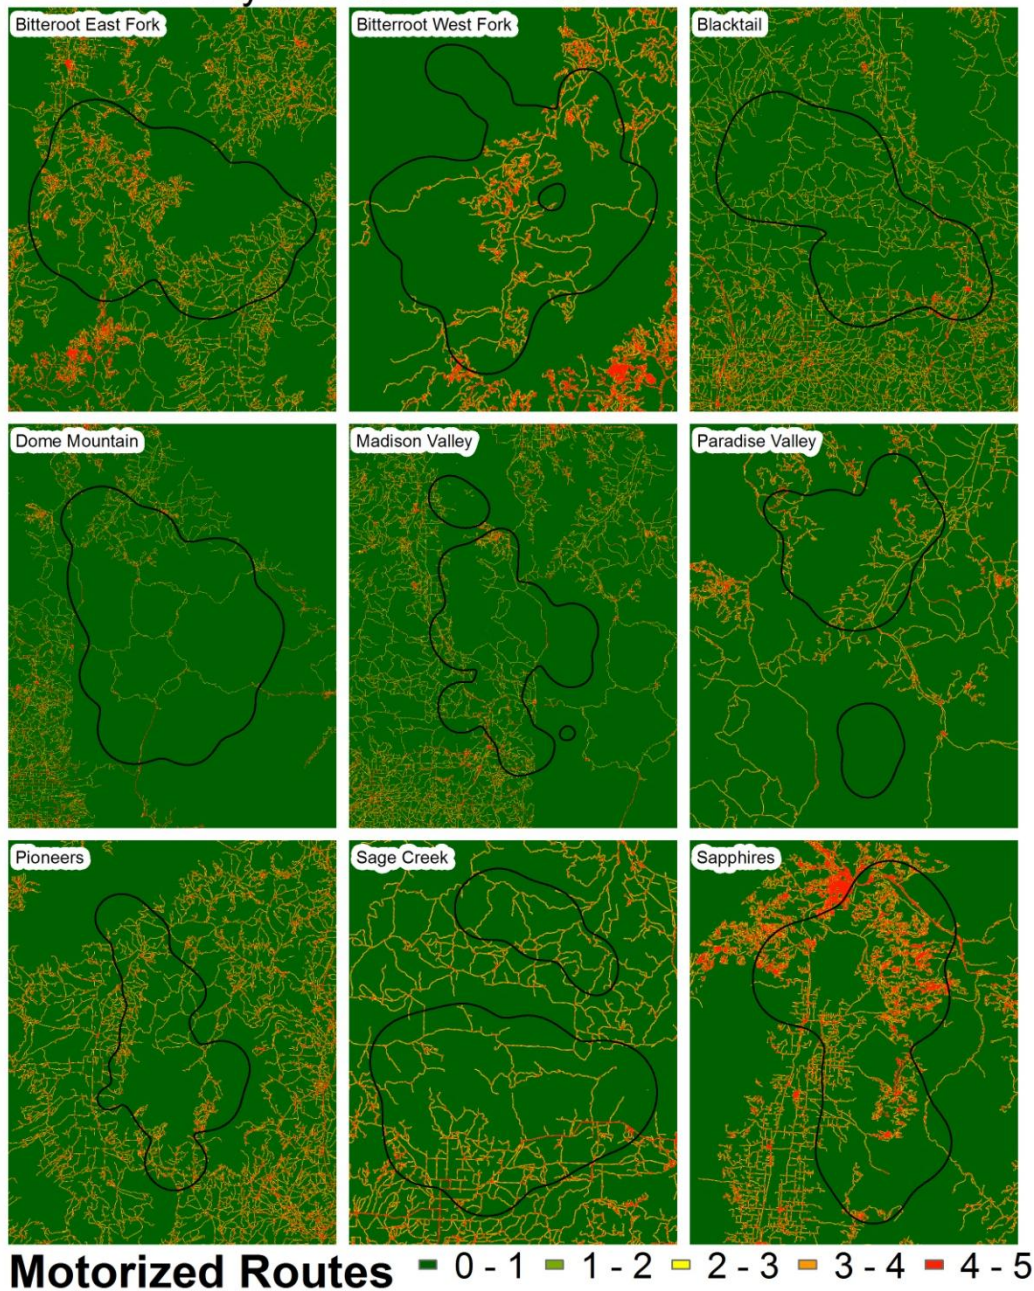 Bitteroot East Fork
Bitterroot West Fork
Blacktail
Dome Mountain
Madison Valley
Paradise Valley
Pioneers
Sage Creek
Sapphires
Motorized Routes 0 - 1 1 - 2 2 - 3 3 - 4 4 - 5